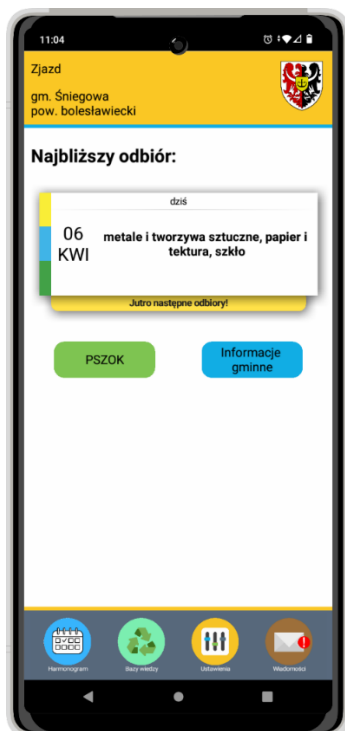 11:04
Zjazd
gm. Śniegowa
pow. bolesławiecki
Najbliższy odbiór:
dziś
06
KWI
metale i tworzywa sztuczne, papier i
tektura, szkło
Jutro następne odbiory!
PSZOK
Informacje
gminne
Harmonogram
Bazy wiedzy
Ustawienia
Wiadomości